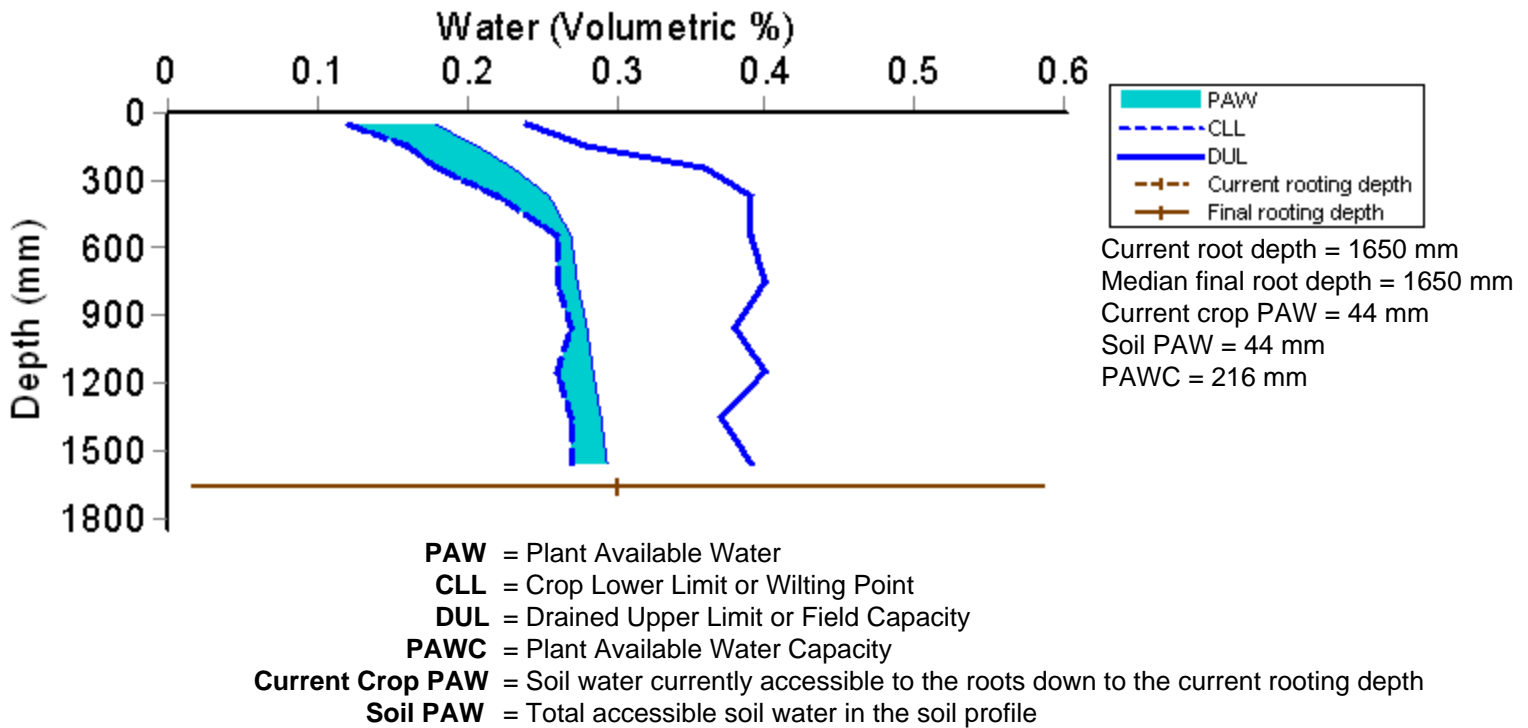 Water (Volumetric %)
0 0.1 0.2 0.3 0.4 0.5 0.6
Depth (mm)
0
300
600
900
1200
1500
1800
PAW
CLL
DUL
Current rooting depth
Final rooting depth
Current root depth = 1650 mm
Median final root depth = 1650 mm
Current crop PAW = 44 mm
Soil PAW = 44 mm
PAWC = 216 mm
PAW = Plant Available Water
CLL = Crop Lower Limit or Wilting Point
DUL = Drained Upper Limit or Field Capacity
PAWC = Plant Available Water Capacity
Current Crop PAW = Soil water currently accessible to the roots down to the current rooting depth
Soil PAW = Total accessible soil water in the soil profile